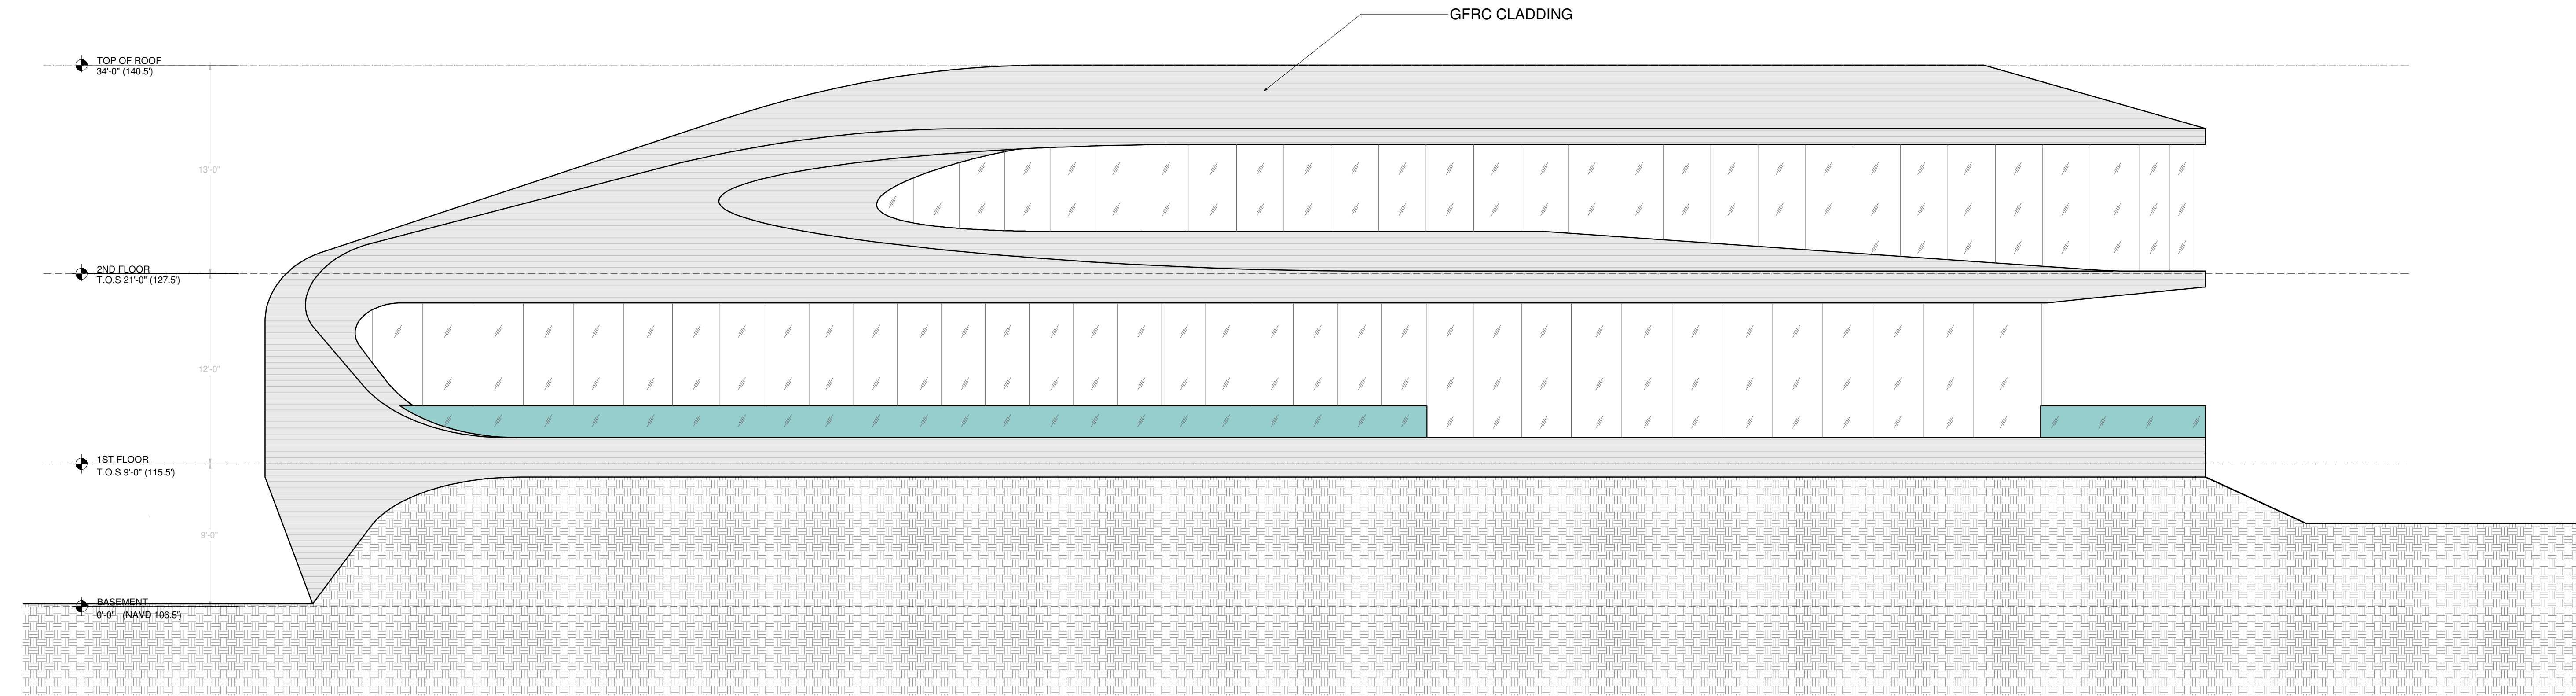 GFRC CLADDING
TOP OF ROOF
34'-0" (140.5')
13'-0"
2ND FLOOR
T.O.S 21'-0" (127.5')
12'-0"
1ST FLOOR
T.O.S 9'-0" (115.5')
9'-0"
BASEMENT
0'-0" (NAVD 106.5')